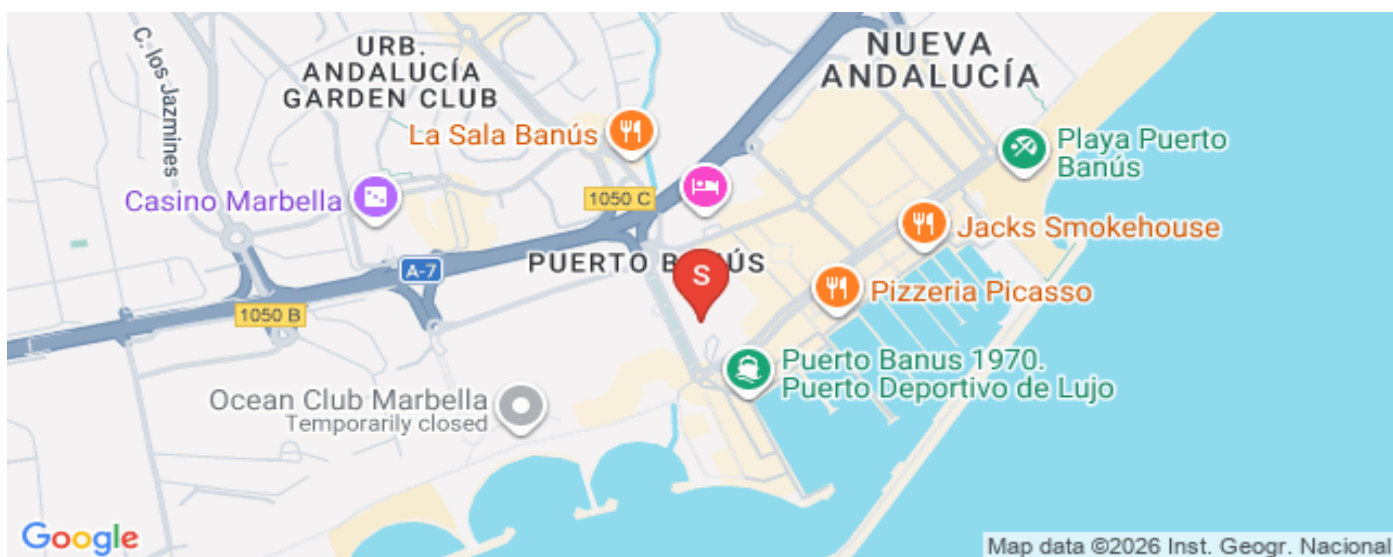 C. los Jazmines
URB.
ANDALUCÍA
GARDEN CLUB
NUEVA
ANDALUCÍA
La Sala Banús
Playa Puerto
Banús
1050 C
Casino Marbella
Jacks Smokehouse
PUERTO B ÚS
S
A-7
Pizzeria Picasso
1050 B
Puerto Banus 1970.
Puerto Deportivo de Lujo
Ocean Club Marbella
Temporarily closed
Google
Map data ©2026 Inst. Geogr. Nacional